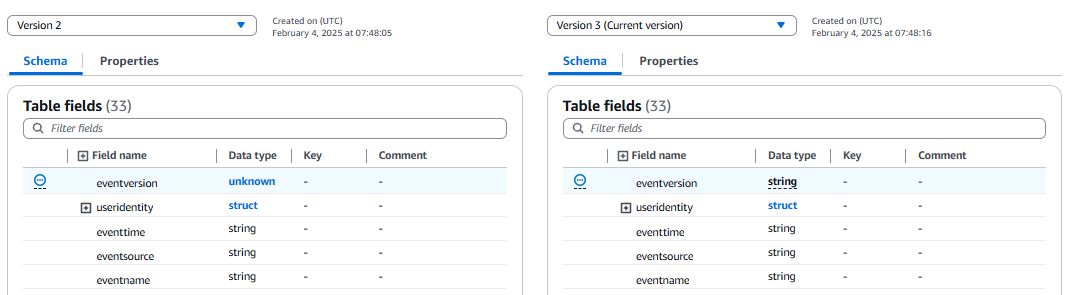 Version 2
Created on (UTC)
February 4, 2025 at 07:48:05
Schema
Properties
Table fields (33)
Filter fields
Field name Data type Key Comment
eventversion unknown - -
useridentity struct - -
eventtime string - -
eventsource string - -
eventname string - -
Version 3 (Current version)
Created on (UTC)
February 4, 2025 at 07:48:16
Schema
Properties
Table fields (33)
Filter fields
Field name Data type Key Comment
eventversion string - -
useridentity struct - -
eventtime string - -
eventsource string - -
eventname string - -